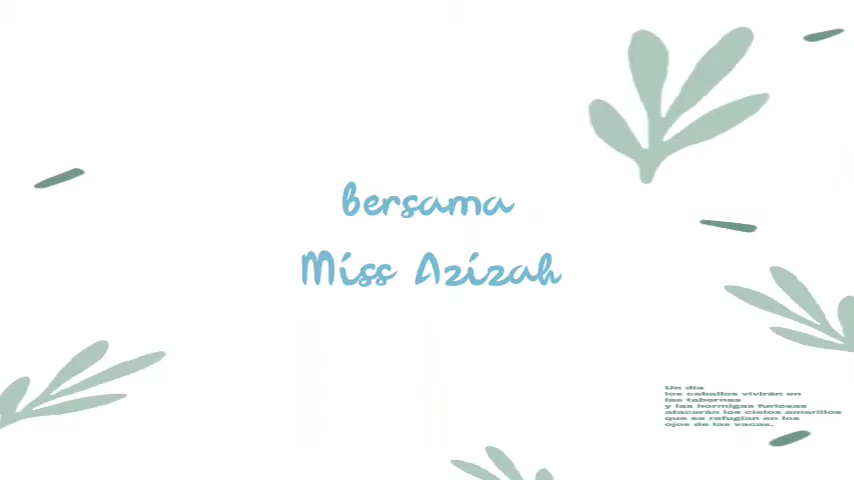 bersama
Miss Azizah
Un dia
los caballos vivirán en
las tabernas
y las hormigas furiosas
atacarán los cielos amarillos
que se refugian en los
ojos de las vacas.